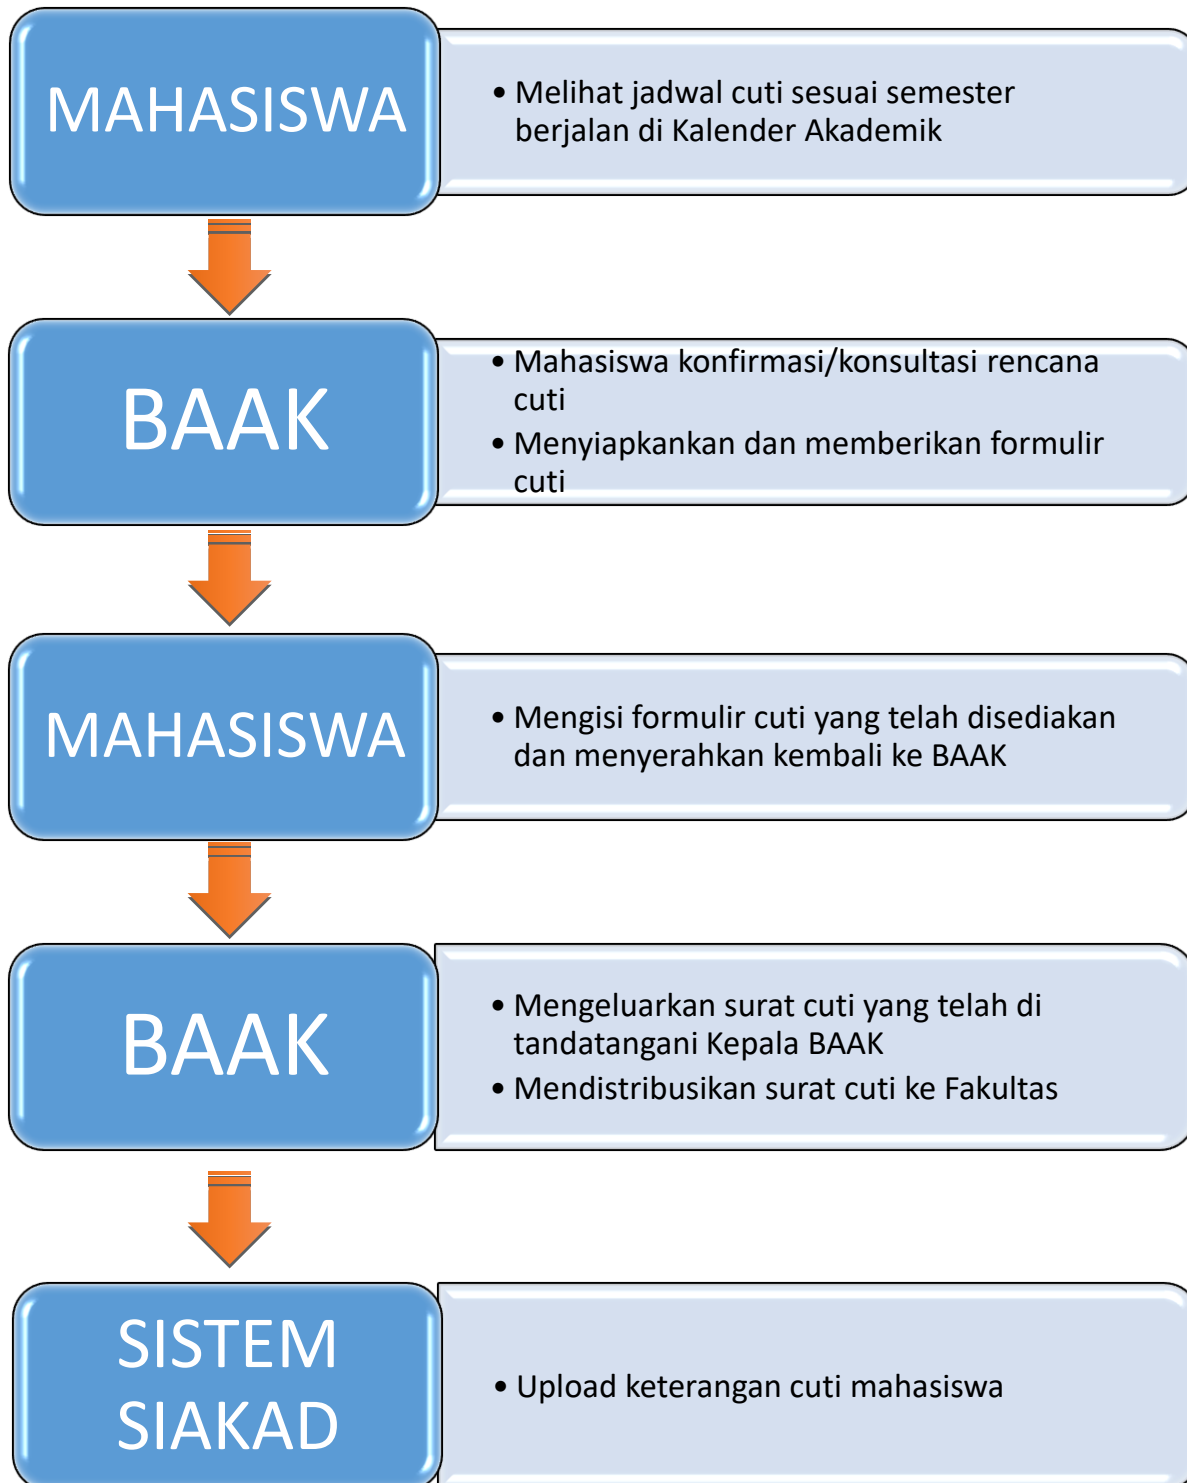 MAHASISWA
• Melihat jadwal cuti sesuai semester
berjalan di Kalender Akademik
BAAK
• Mahasiswa konfirmasi/konsultasi rencana
cuti
• Menyiapkankan dan memberikan formulir
cuti
MAHASISWA
• Mengisi formulir cuti yang telah disediakan
dan menyerahkan kembali ke BAAK
BAAK
• Mengeluarkan surat cuti yang telah di
tandatangani Kepala BAAK
• Mendistribusikan surat cuti ke Fakultas
SISTEM
SIAKAD
• Upload keterangan cuti mahasiswa